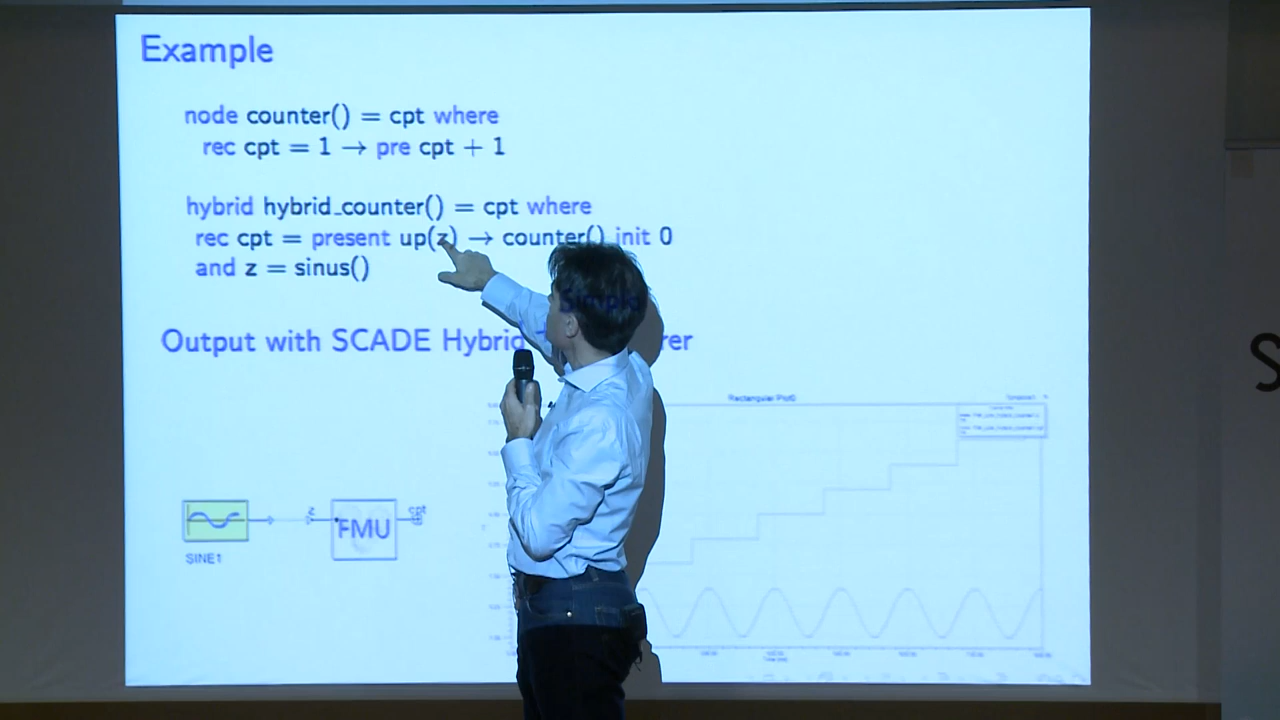 Example
node counter() = cpt where
rec cpt = 1 → pre cpt + 1
hybrid hybrid_counter() = cpt where
rec cpt = present up(z) → counter() init 0
and z = sinus()
Output with SCADE Hybrid
Rectangular Plot
z
FMU
cpt
SINE1